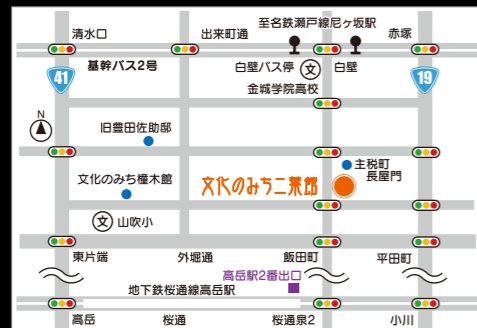 至名鉄瀬戸線尼ヶ坂駅
清水口
出来町通
赤塚
41
基幹バス2号
白壁バス停
文
白壁
19
金城学院高校
N
旧豊田佐助邸
主税町
長屋門
文化のみち橦木館
文化のみち二葉館
文
山吹小
東片端
外堀通
飯田町
平田町
高岳駅2番出口
地下鉄桜通線高岳駅
高岳
桜通
桜通泉2
小川